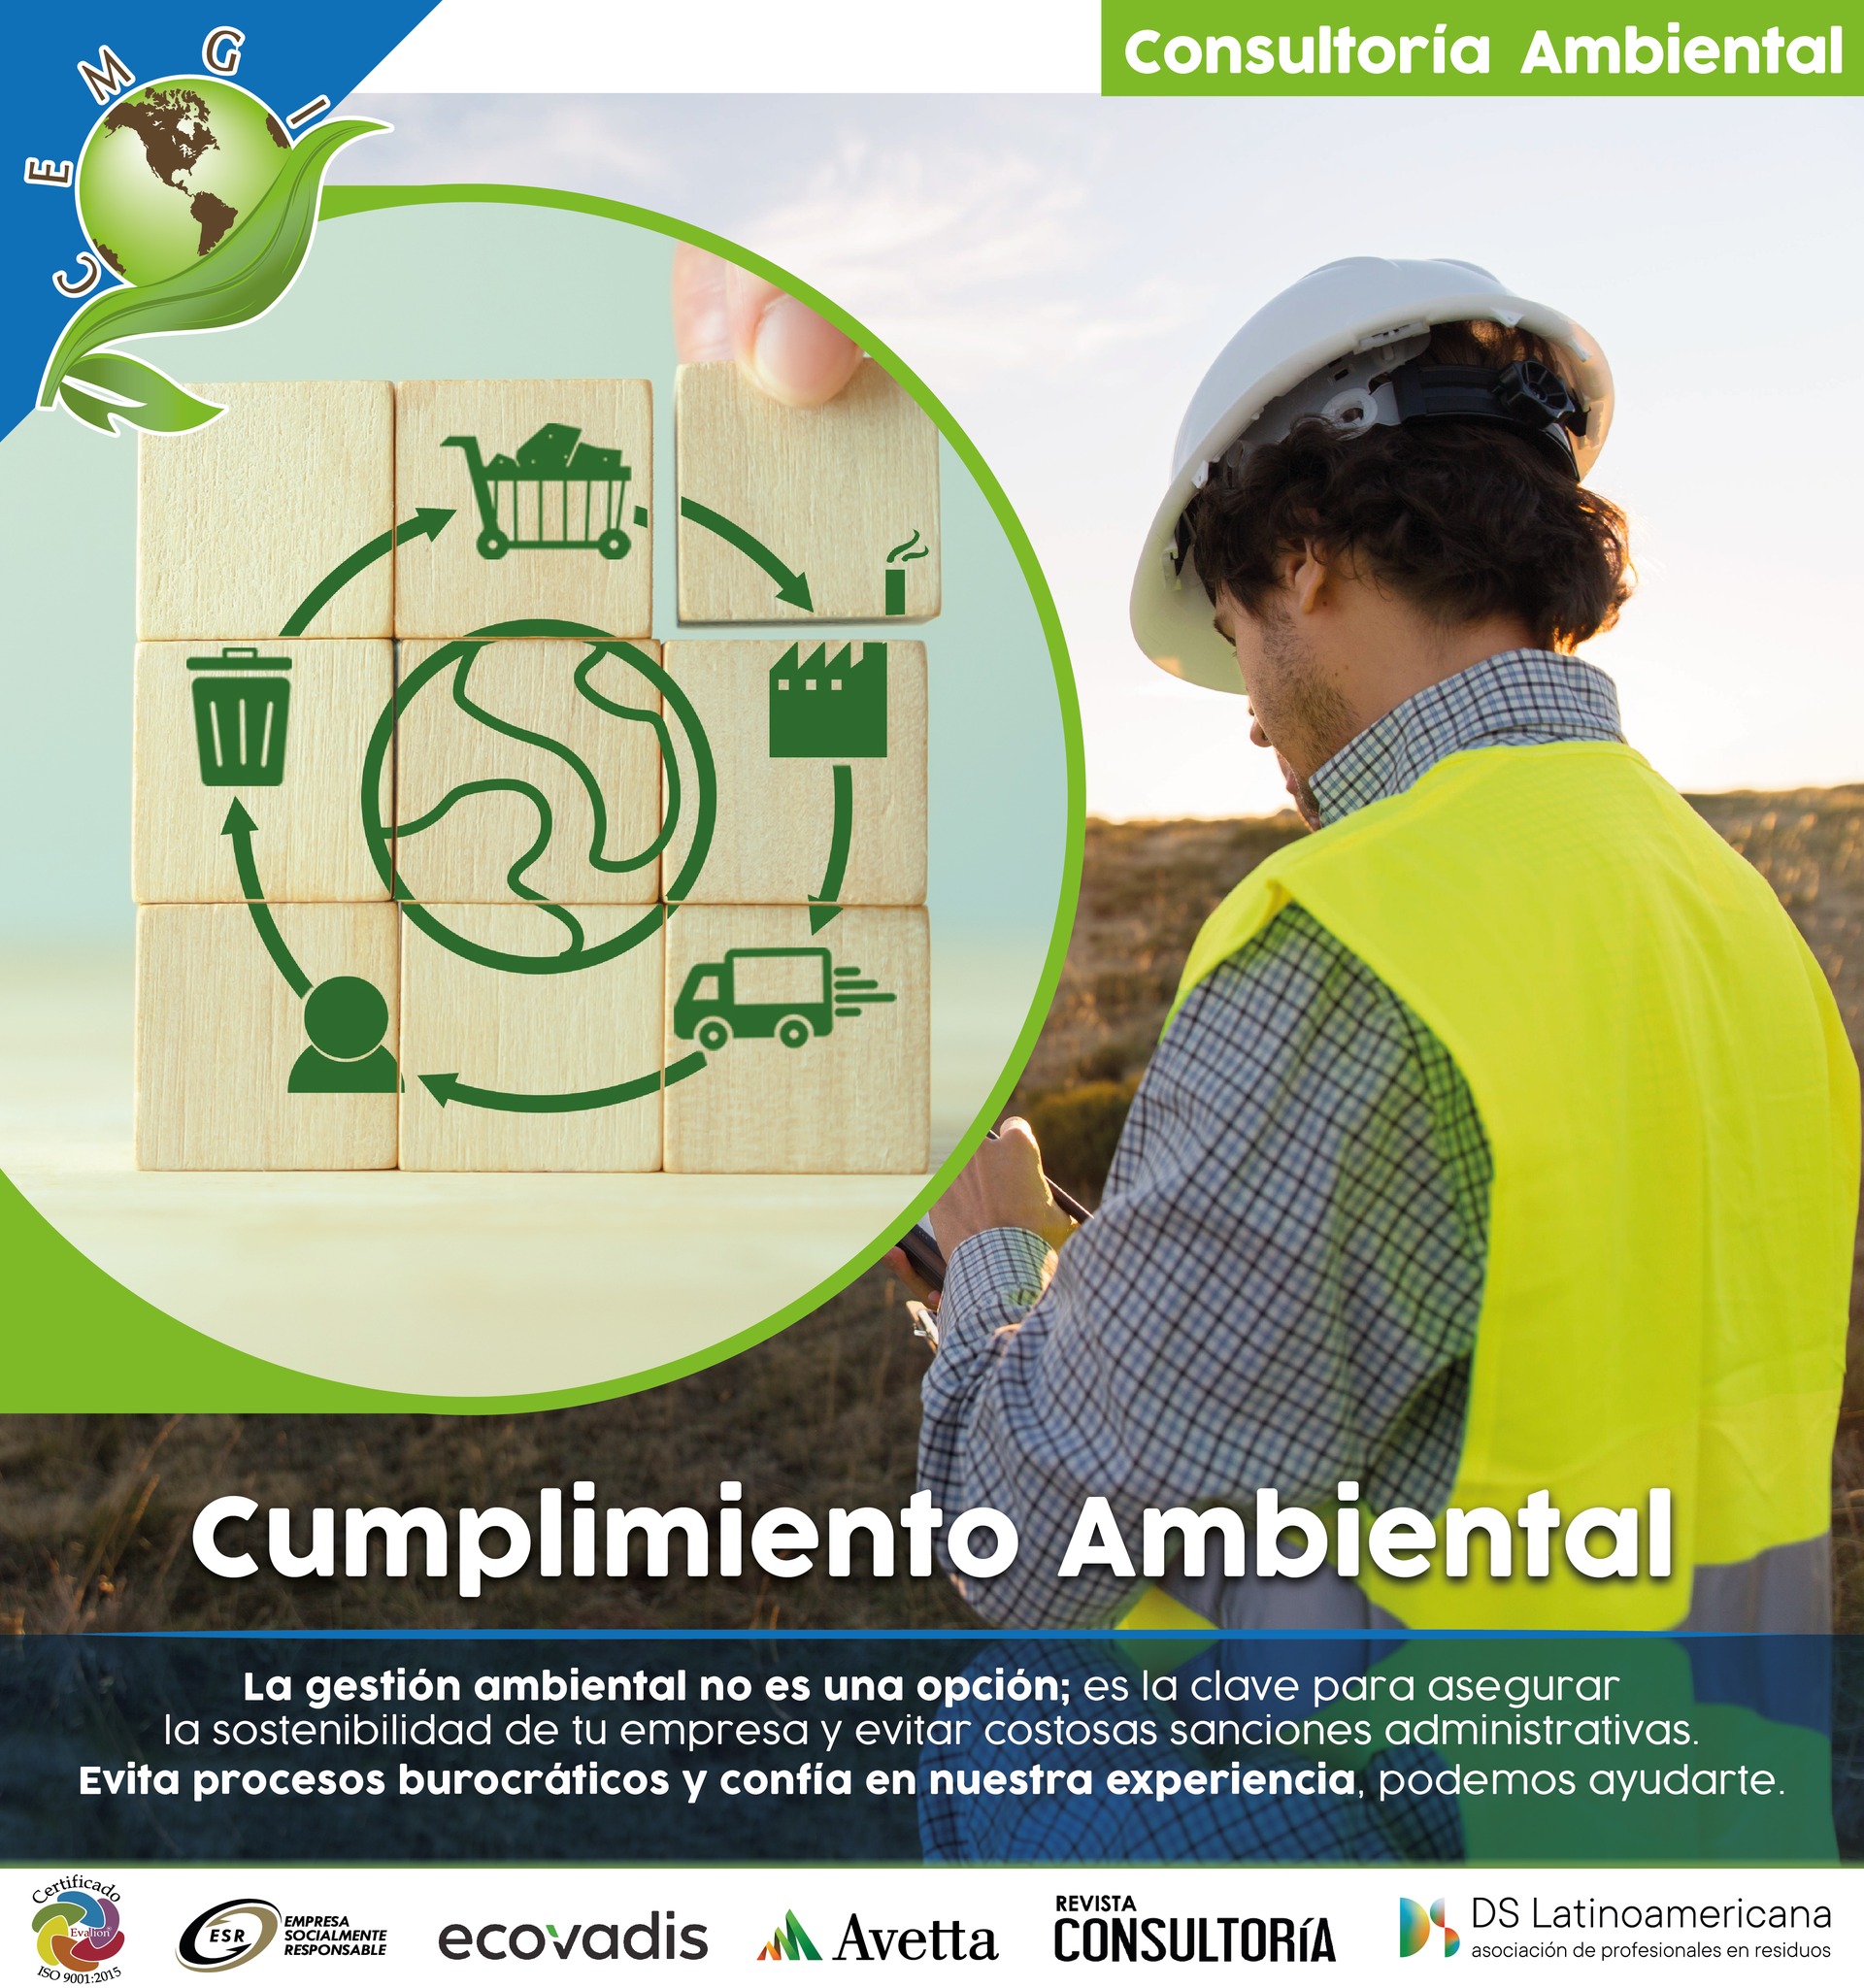 CEMGI
Consultoría Ambiental
Cumplimiento Ambiental
La gestión ambiental no es una opción; es la clave para asegurar
la sostenibilidad de tu empresa y evitar costosas sanciones administrativas.
Evita procesos burocráticos y confía en nuestra experiencia, podemos ayudarte.
Certificado
Evalion
ISO 9001:2015
ESR
EMPRESA
SOCIALMENTE
RESPONSABLE
ecovadis
Avetta
REVISTA
CONSULTORíA
DS Latinoamericana
asociación de profesionales en residuos